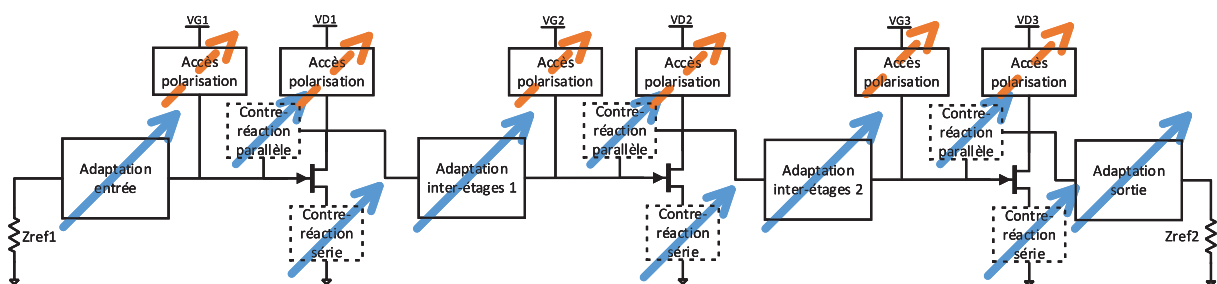 VG1
VD1
VG2
VD2
VG3
VD3
Accès
polarisation
Accès
polarisation
Accès
polarisation
Accès
polarisation
Accès
polarisation
Accès
polarisation
Contre-
réaction
parallèle
Contre-
réaction
parallèle
Contre-
réaction
parallèle
Adaptation
entrée
Adaptation
inter-étages 1
Adaptation
inter-étages 2
Adaptation
sortie
Contre-
réaction
série
Contre-
réaction
série
Contre-
réaction
série
Zref1
Zref2